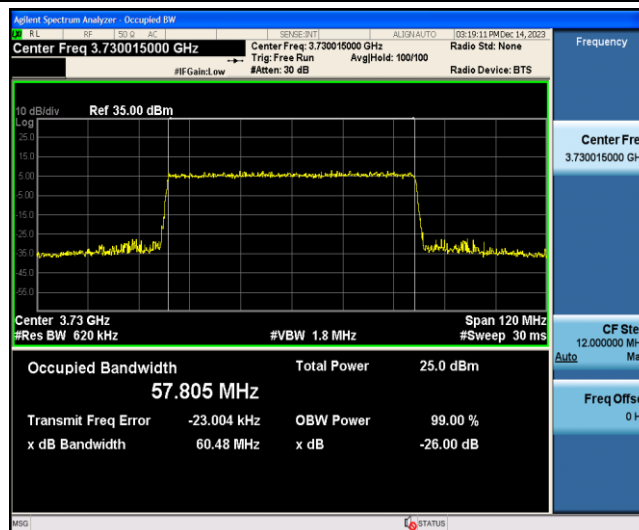 Agilent Spectrum Analyzer - Occupied BW
RL RF 50 Ω AC SENSE:INT ALIGNAUTO 03:19:11 PM Dec 14, 2023
Center Freq 3.730015000 GHz
Center Freq: 3.730015000 GHz
Radio Std: None
Trig: Free Run
Avg|Hold: 100/100
#IFGain:Low
#Atten: 30 dB
Radio Device: BTS
10 dB/div
Ref 35.00 dBm
Log
25.0
15.0
5.00
-5.00
-15.0
-25.0
-35.0
-45.0
-55.0
Center 3.73 GHz
Span 120 MHz
#Res BW 620 kHz
#VBW 1.8 MHz
#Sweep 30 ms
Occupied Bandwidth
57.805 MHz
Total Power 25.0 dBm
Transmit Freq Error -23.004 kHz
OBW Power 99.00 %
x dB Bandwidth 60.48 MHz
x dB -26.00 dB
MSG
STATUS
Frequency
Center Fre
3.730015000 GH
CF Ste
12.000000 MH
Auto Ma
Freq Offse
0 H